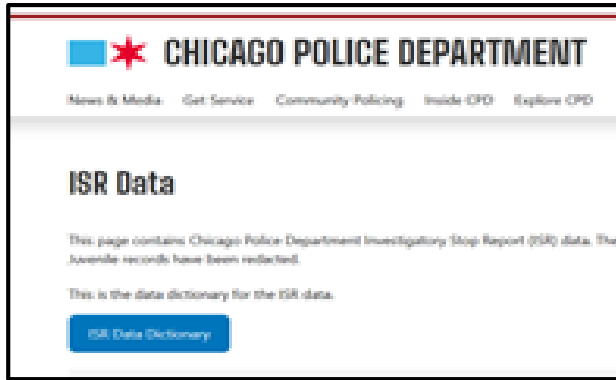 CHICAGO POLICE DEPARTMENT
News & Media Get Service Community Policing Inside CPD Explore CPD
ISR Data
This page contains Chicago Police Department Investigatory Stop Report (ISR) data. The
Juvenile records have been redacted.
This is the data dictionary for the ISR data.
ISR Data Dictionary